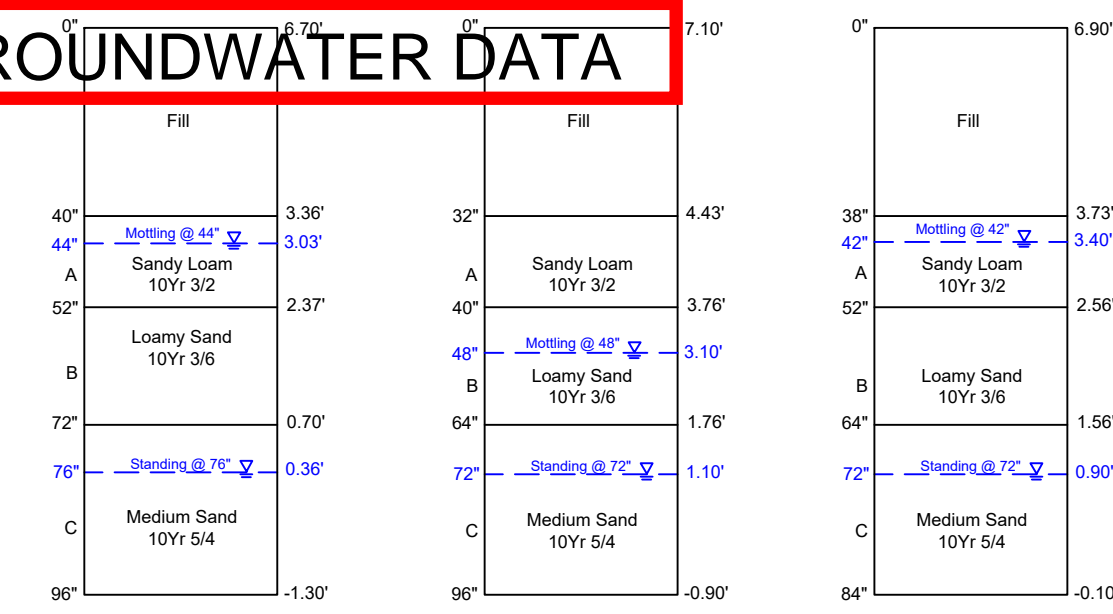 ROUNDWATER DATA
0"
6.70'
Fill
40"
3.36'
Mottling @ 44"
44"
3.03'
A
Sandy Loam
10Yr 3/2
52"
2.37'
Loamy Sand
10Yr 3/6
B
72"
0.70'
Standing @ 76"
76"
0.36'
C
Medium Sand
10Yr 5/4
96"
-1.30'
0"
7.10'
Fill
32"
4.43'
A
Sandy Loam
10Yr 3/2
40"
3.76'
Mottling @ 48"
48"
3.10'
B
Loamy Sand
10Yr 3/6
64"
1.76'
Standing @ 72"
72"
1.10'
C
Medium Sand
10Yr 5/4
96"
-0.90'
0"
6.90'
Fill
38"
3.73'
Mottling @ 42"
42"
3.40'
A
Sandy Loam
10Yr 3/2
52"
2.56'
B
Loamy Sand
10Yr 3/6
64"
1.56'
Standing @ 72"
72"
0.90'
C
Medium Sand
10Yr 5/4
84"
-0.10